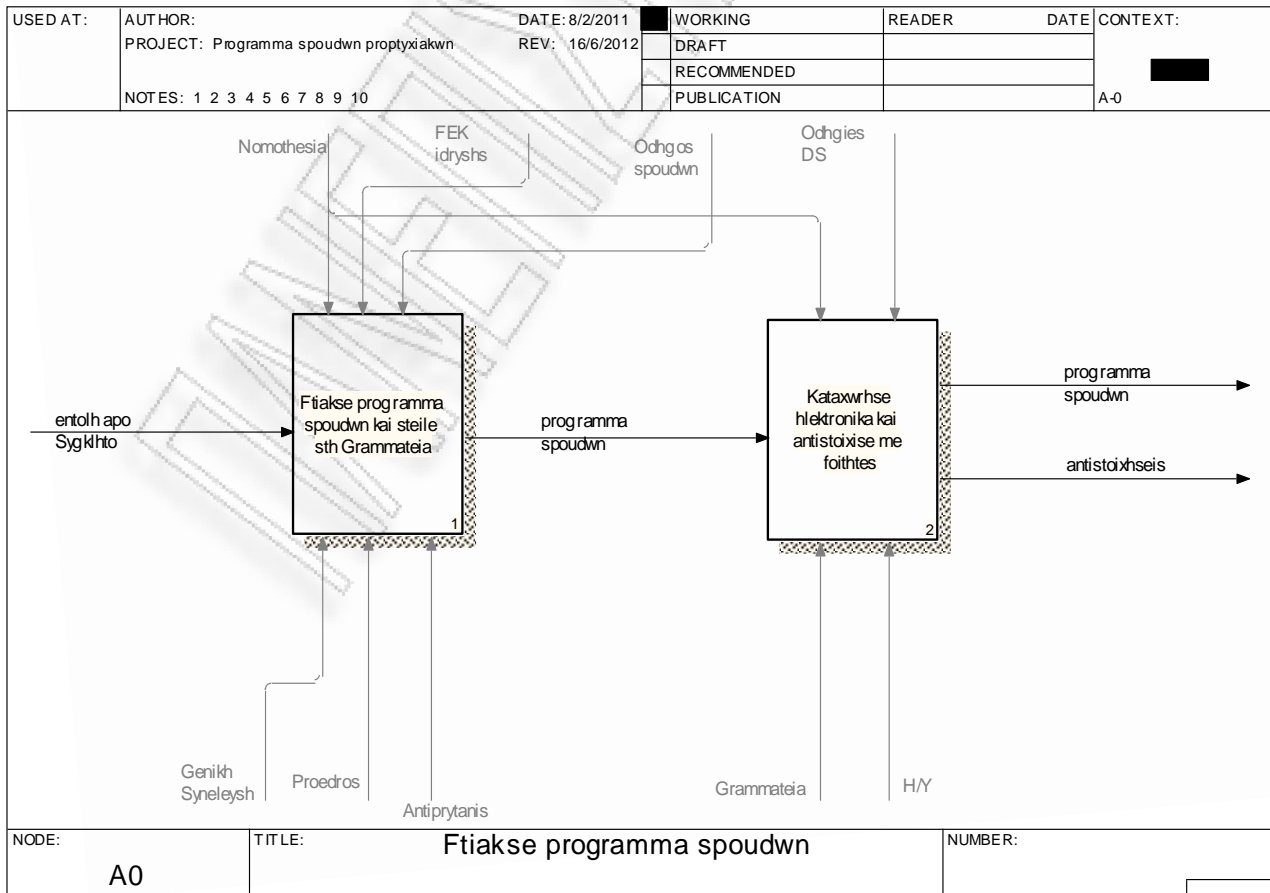 USED AT:
AUTHOR:
DATE: 8/2/2011
PROJECT: Programma spoudwn proptyxiakwn
REV: 16/6/2012
NOTES: 1 2 3 4 5 6 7 8 9 10
WORKING
DRAFT
RECOMMENDED
PUBLICATION
READER
DATE
CONTEXT:
A-0
Nomothesia
FEK
idryshs
Odhgos
spoudwn
Odhgies
DS
entolh apo
Sygklhto
Ftiakse programma
spoudwn kai steile
sth Grammateia
1
programma
spoudwn
Kataxwrhse
hlektronika kai
antistoixise me
foithtes
2
programma
spoudwn
antistoixhseis
Genikh
Syneleysh
Proedros
Antiprytanis
Grammateia
H/Y
NODE:
A0
TITLE:
Ftiakse programma spoudwn
NUMBER: